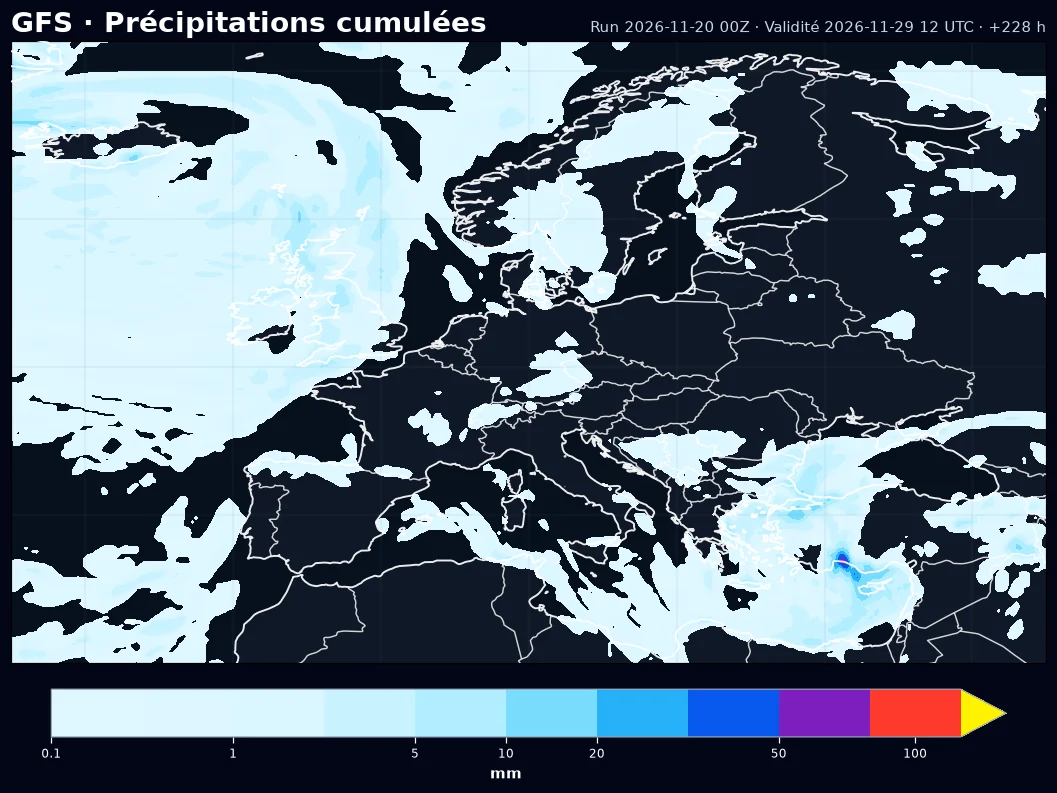 GFS · Précipitations cumulées
Run 2026-11-20 00Z · Validité 2026-11-29 12 UTC · +228 h
0.1 1 5 10 20 50 100
mm